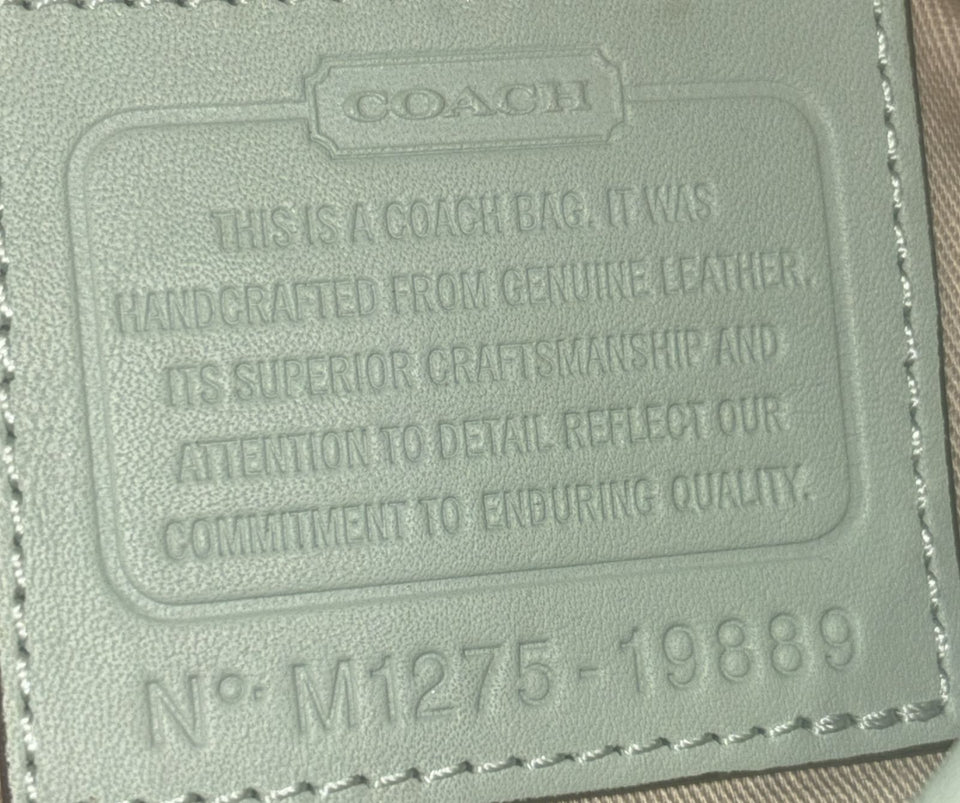 COACH
THIS IS A COACH BAG. IT WAS
HANDCRAFTED FROM GENUINE LEATHER.
ITS SUPERIOR CRAFTSMANSHIP AND
ATTENTION TO DETAIL REFLECT OUR
COMMITMENT TO ENDURING QUALITY.
No. M1275-19889